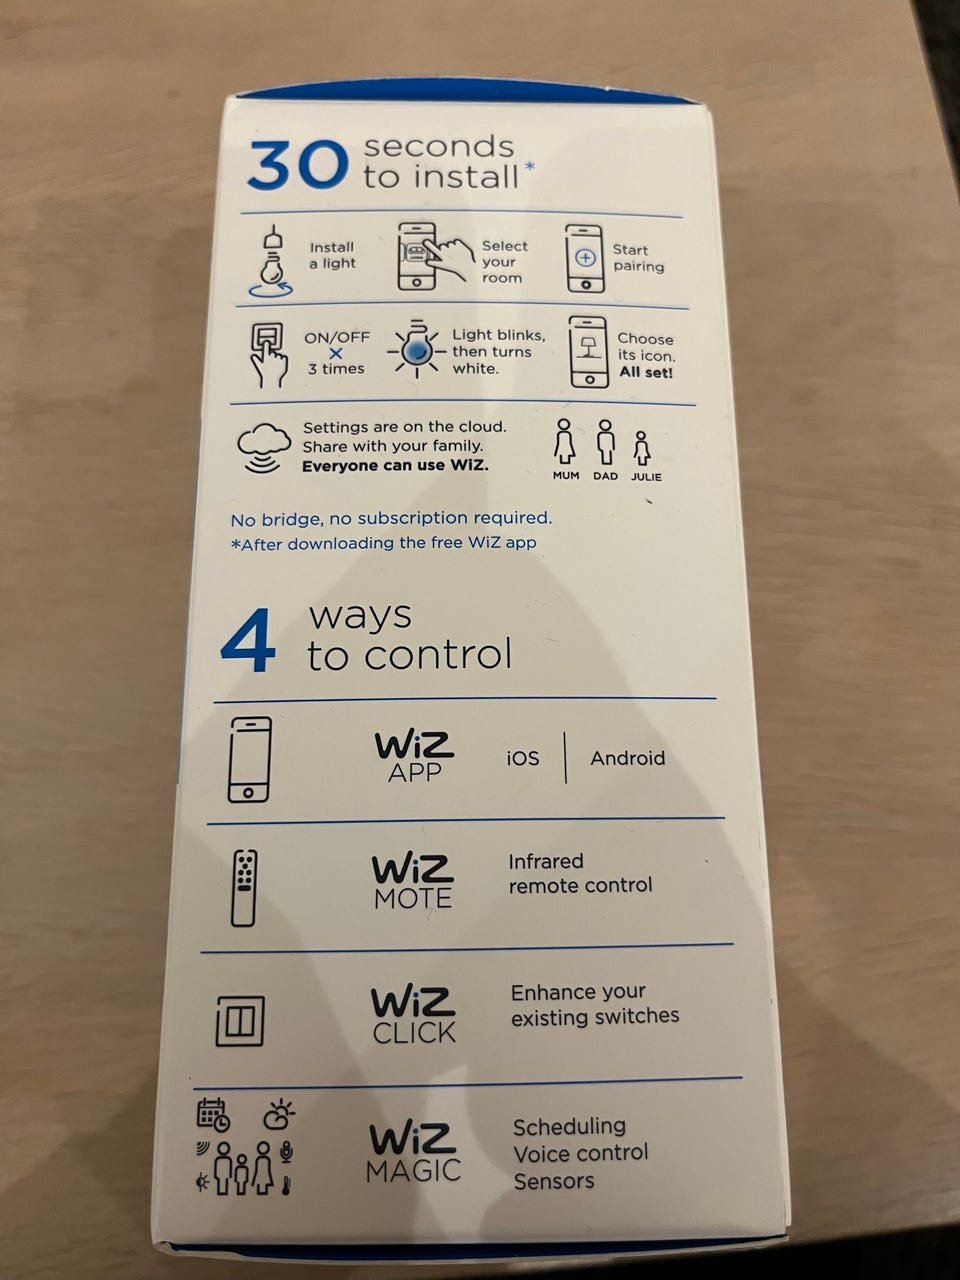 30 seconds
to install*
Install
a light
Select
your
room
Start
pairing
ON/OFF
×
3 times
Light blinks,
then turns
white.
Choose
its icon.
All set!
Settings are on the cloud.
Share with your family.
Everyone can use WiZ.
MUM DAD JULIE
No bridge, no subscription required.
*After downloading the free WiZ app
4 ways
to control
WiZ
APP
iOS | Android
WiZ
MOTE
Infrared
remote control
WiZ
CLICK
Enhance your
existing switches
WiZ
MAGIC
Scheduling
Voice control
Sensors